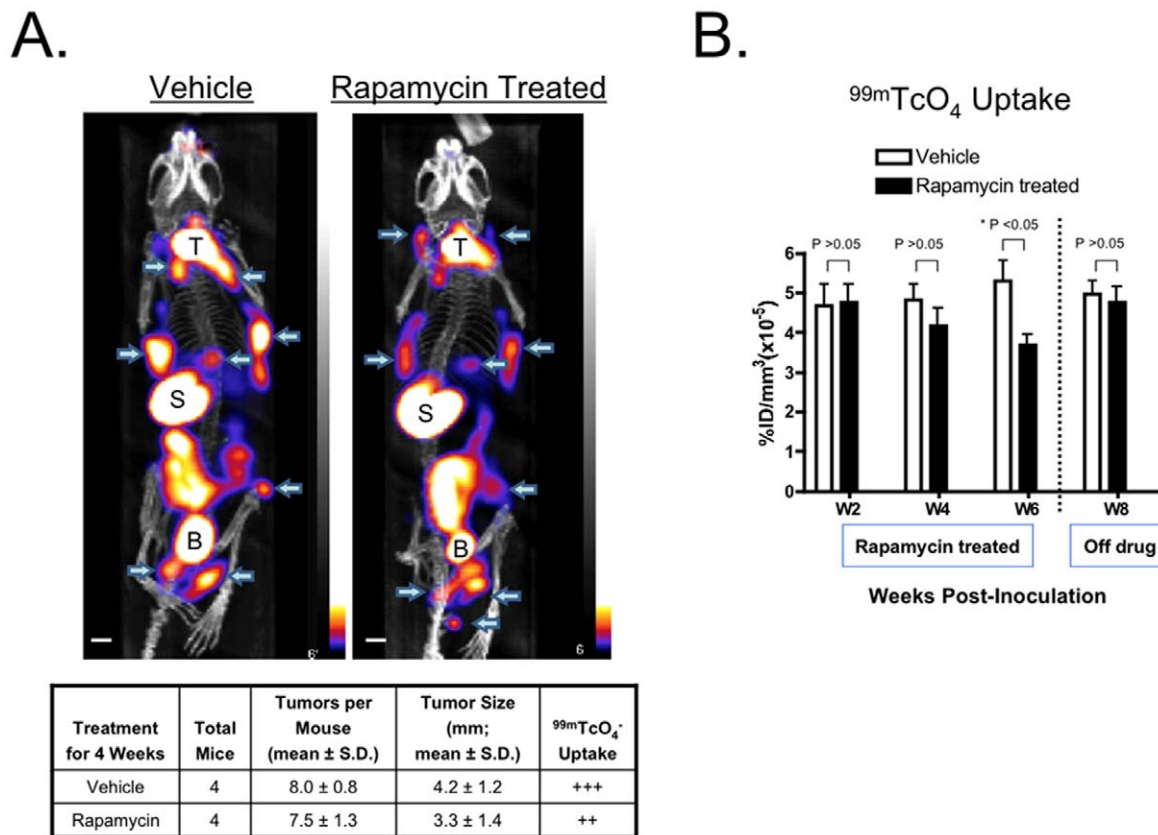 A.
Vehicle
Rapamycin Treated
T
S
B
6'
T
S
B
6
Treatment for 4 Weeks
Total Mice
Tumors per Mouse (mean ± S.D.)
Tumor Size (mm; mean ± S.D.)
⁹⁹ᵐTcO₄⁻ Uptake
Vehicle 4 8.0 ± 0.8 4.2 ± 1.2 +++
Rapamycin 4 7.5 ± 1.3 3.3 ± 1.4 ++
B.
⁹⁹ᵐTcO₄ Uptake
Vehicle
Rapamycin treated
P >0.05
P >0.05
* P <0.05
P >0.05
%ID/mm³(x10⁻⁵)
6
5
4
5
6
1
0
W2 W4 W6 W8
Rapamycin treated
Off drug
Weeks Post-Inoculation